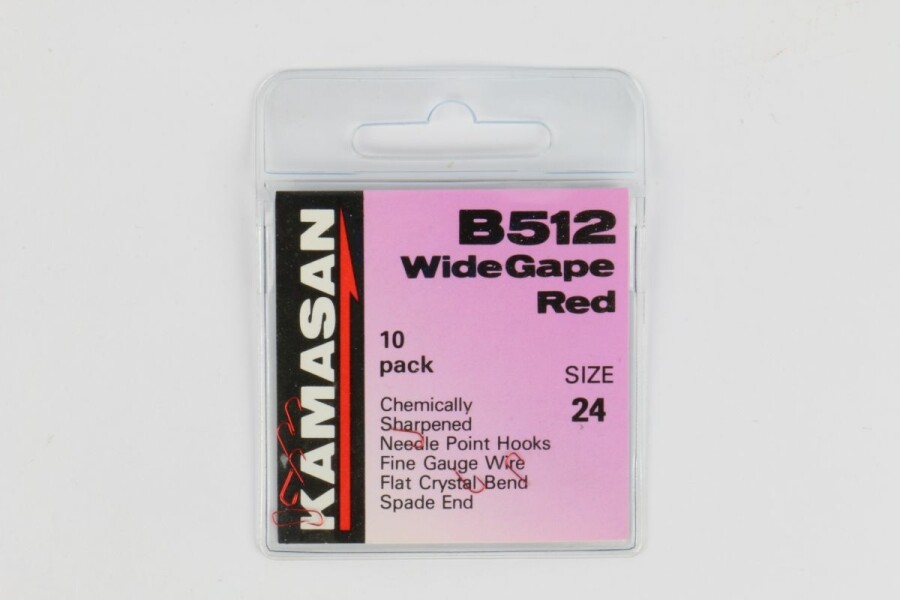 KAMASAN
B512
Wide Gape
Red
10
pack
SIZE
24
Chemically
Sharpened
Needle Point Hooks
Fine Gauge Wire
Flat Crystal Bend
Spade End